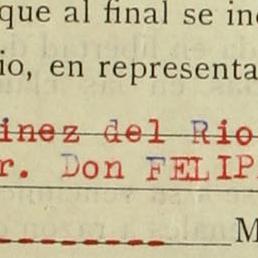 que al final se in
io, en representa
inez del Rio
r. Don FELIP
M